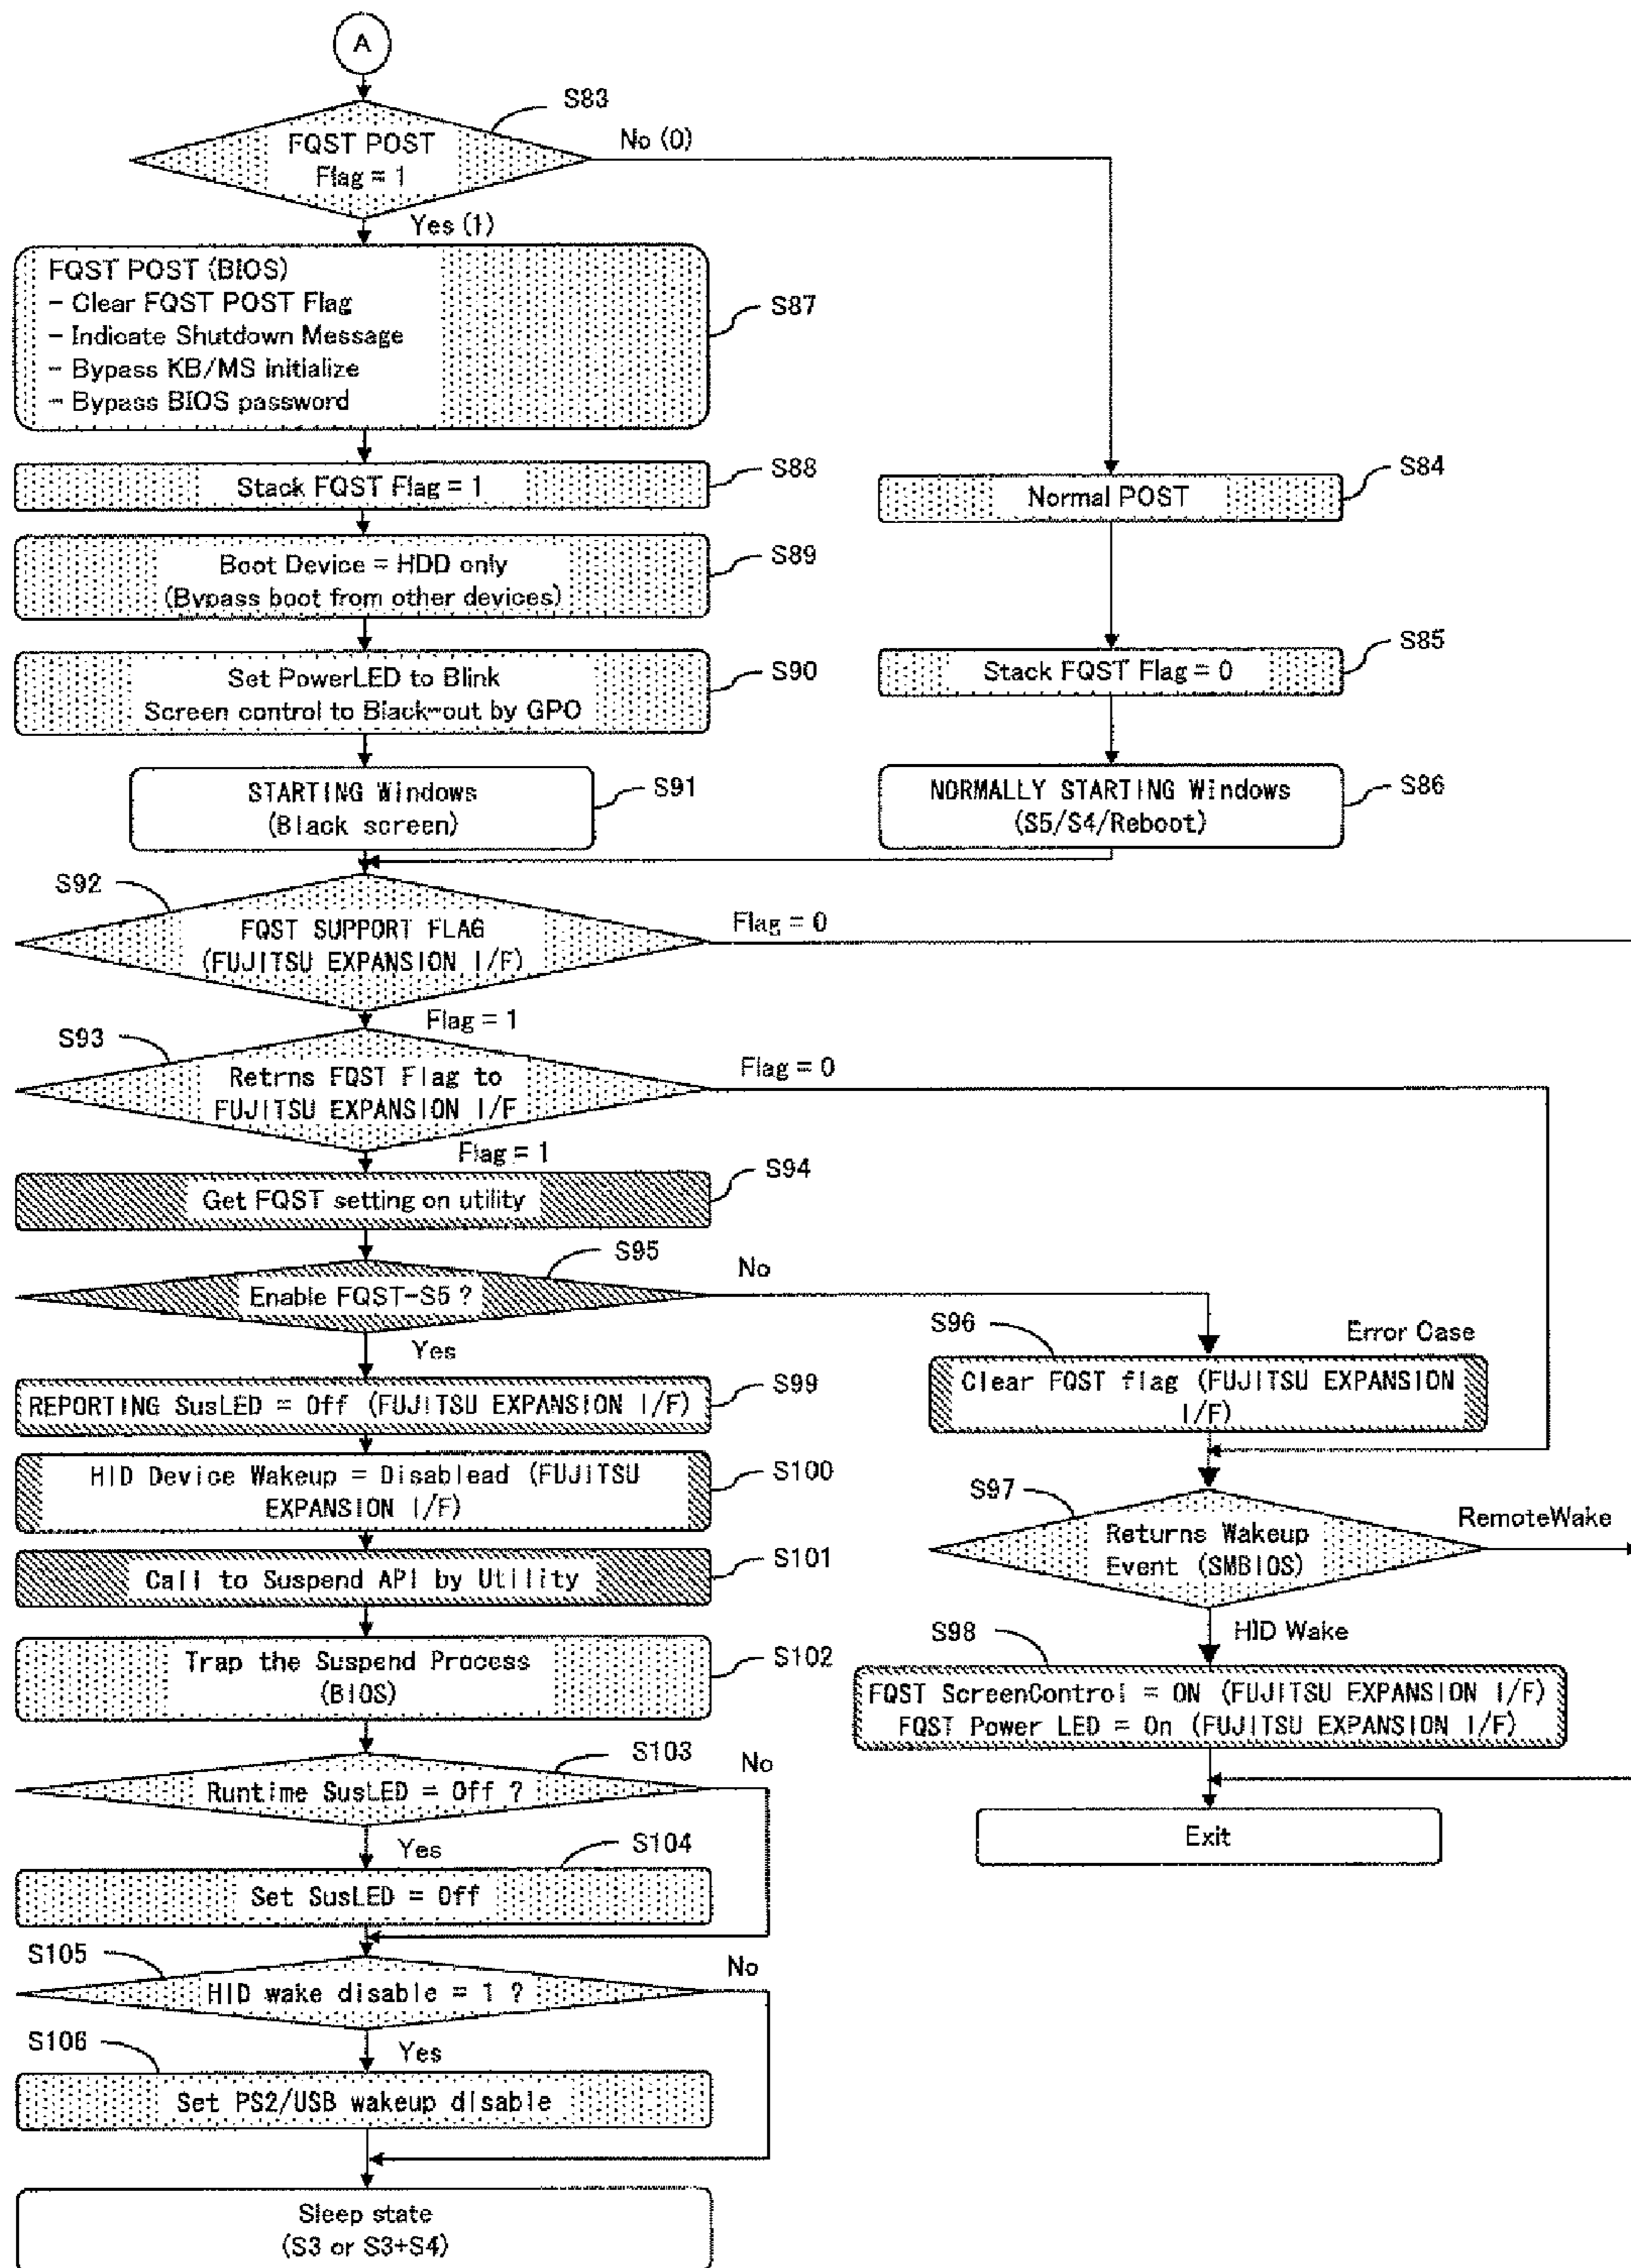 A
S83
FQST POST
Flag = 1
No (0)
Yes (1)
FQST POST (BIOS)
- Clear FQST POST Flag
- Indicate Shutdown Message
- Bypass KB/MS initialize
- Bypass BIOS password
S87
Stack FQST Flag = 1
S88
Normal POST
S84
Boot Device = HDD only
(Bypass boot from other devices)
S89
Stack FQST Flag = 0
S85
Set PowerLED to Blink
Screen control to Black-out by GPO
S90
STARTING Windows
(Black screen)
S91
NORMALLY STARTING Windows
(S5/S4/Reboot)
S86
S92
FQST SUPPORT FLAG
(FUJITSU EXPANSION I/F)
Flag = 0
Flag = 1
S93
Retrns FQST Flag to
FUJITSU EXPANSION I/F
Flag = 0
Flag = 1
Get FQST setting on utility
S94
S95
Enable FQST-S5 ?
No
Yes
S96
Error Case
Clear FQST flag (FUJITSU EXPANSION
I/F)
REPORTING SusLED = Off (FUJITSU EXPANSION I/F)
S99
HID Device Wakeup = Disablead (FUJITSU
EXPANSION I/F)
S100
S97
Returns Wakeup
Event (SMBIOS)
RemoteWake
HID Wake
Call to Suspend API by Utility
S101
Trap the Suspend Process
(BIOS)
S102
S98
FQST ScreenControl = ON (FUJITSU EXPANSION I/F)
FQST Power LED = On (FUJITSU EXPANSION I/F)
S103
Runtime SusLED = Off ?
No
Yes
Exit
S104
Set SusLED = Off
S105
HID wake disable = 1 ?
No
Yes
S106
Set PS2/USB wakeup disable
Sleep state
(S3 or S3+S4)